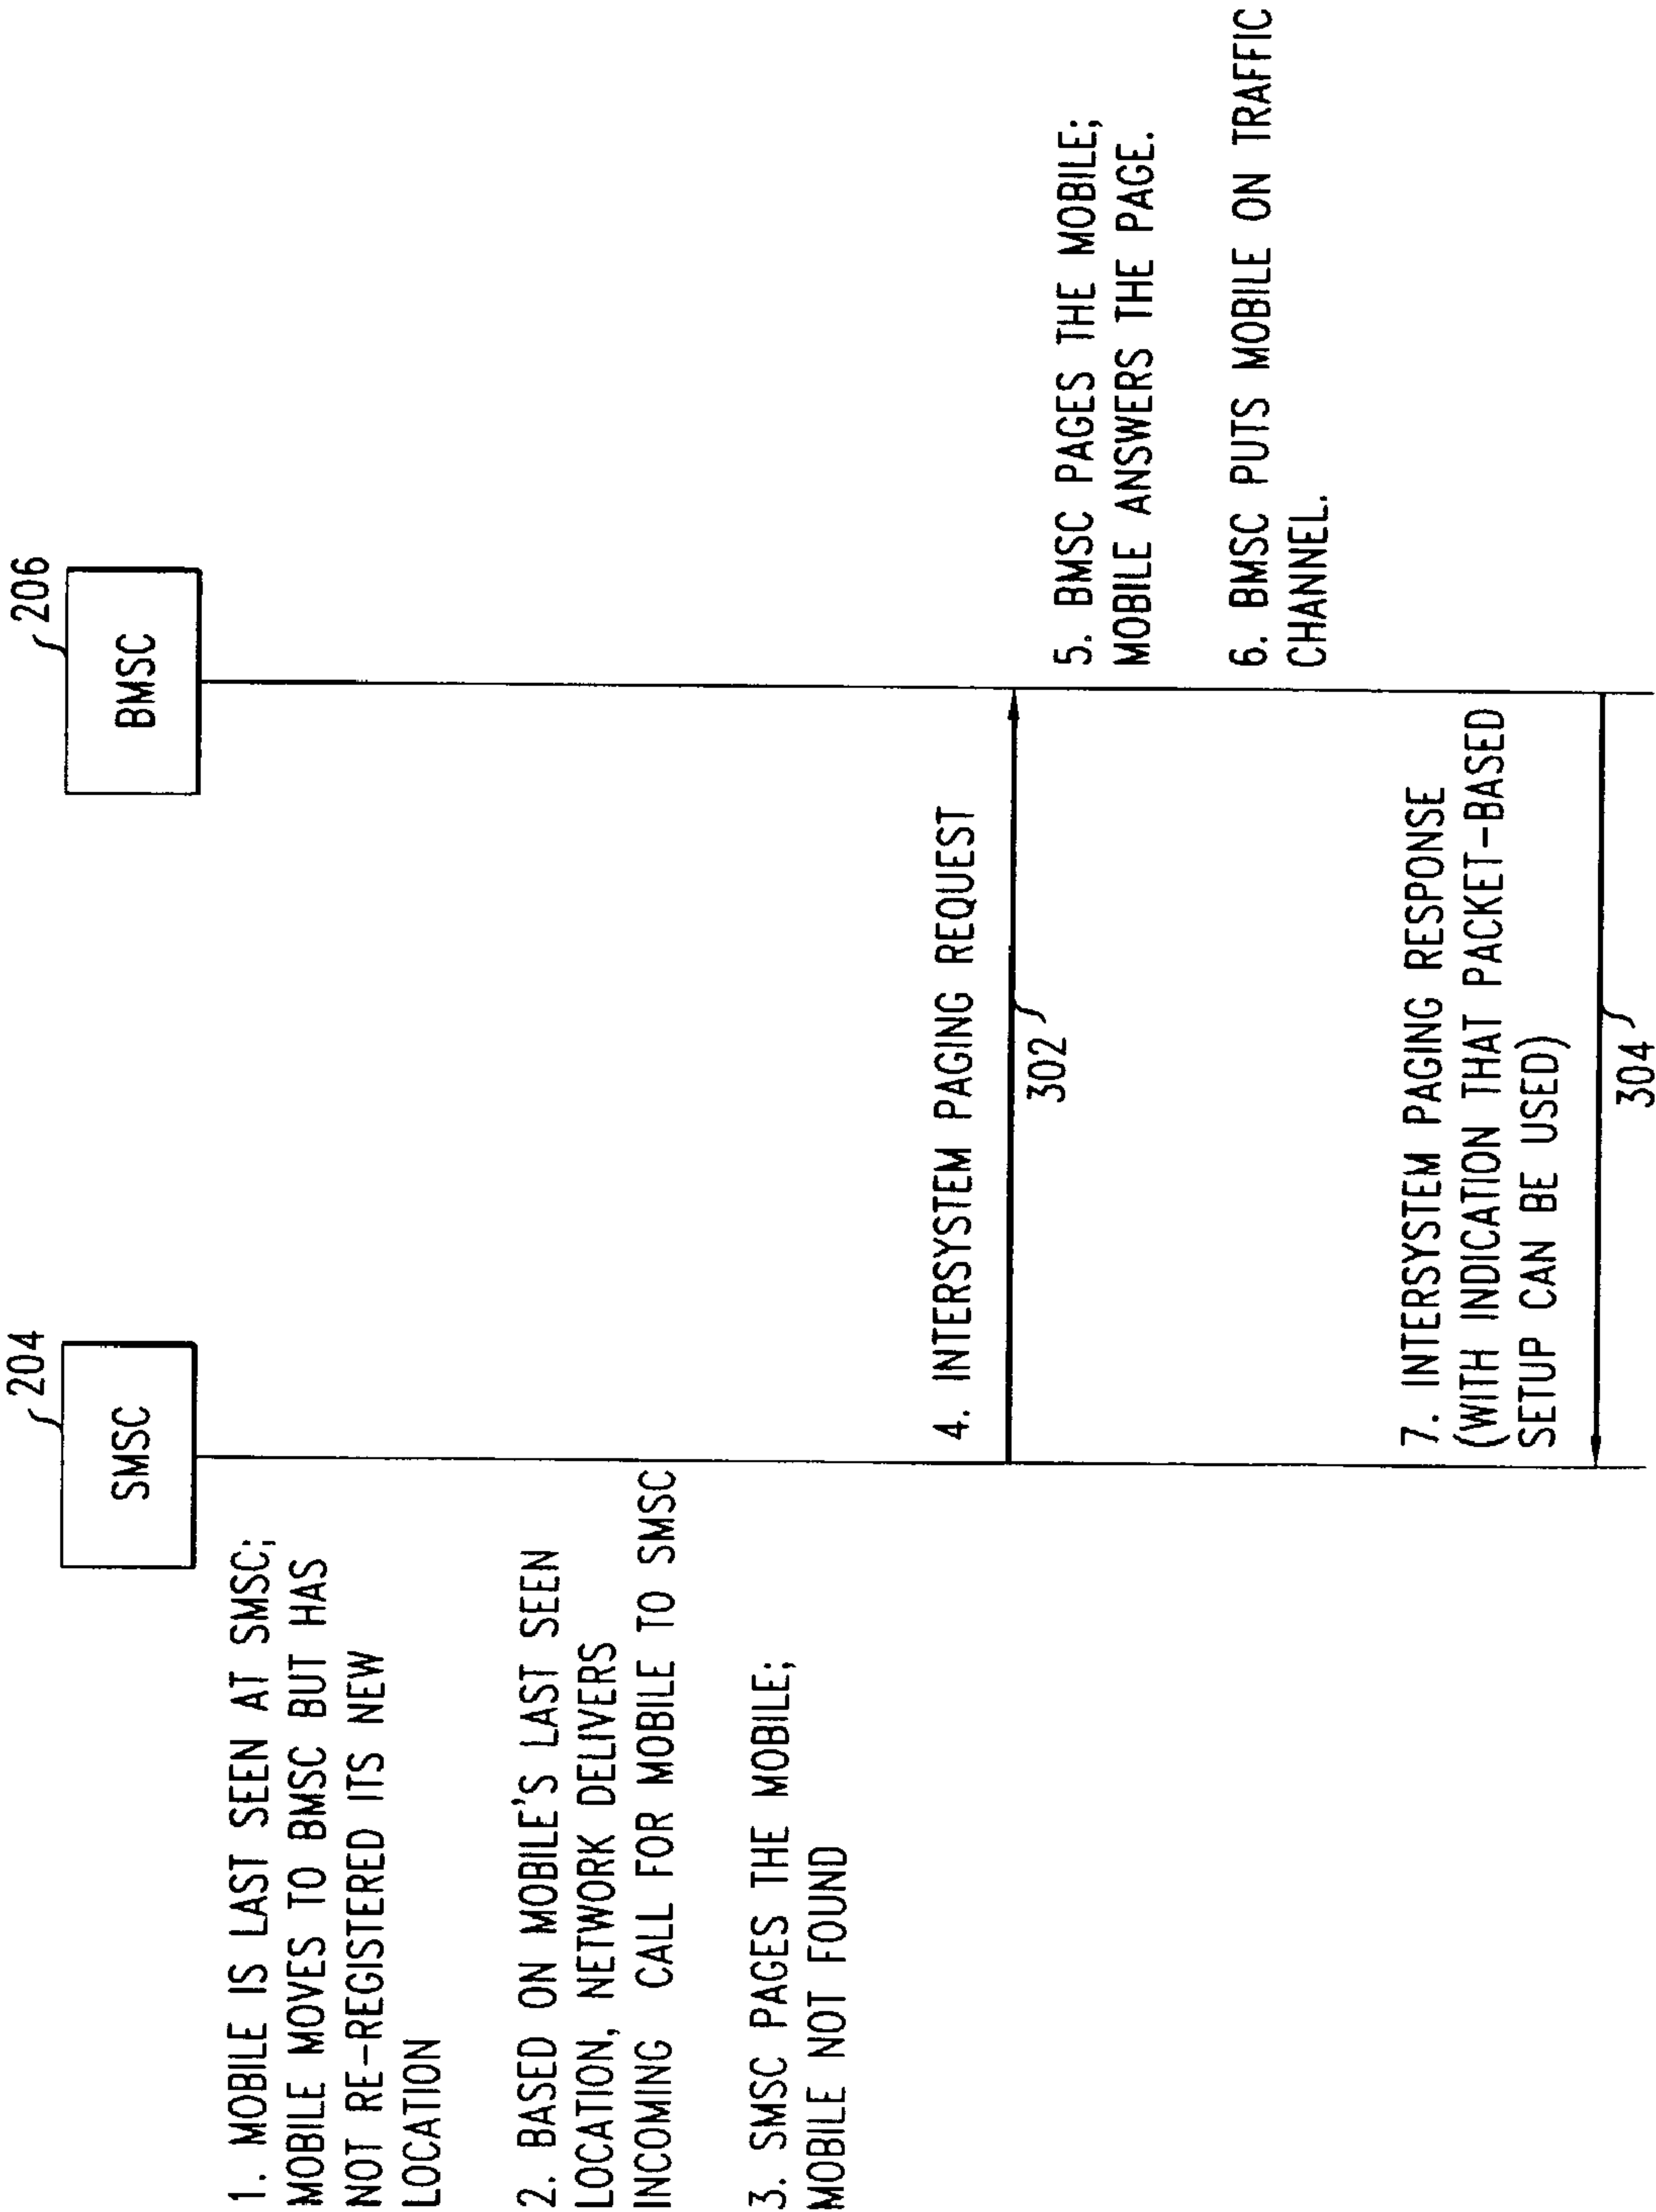 204
SMSC
206
BMSC
1. MOBILE IS LAST SEEN AT SMSC;
MOBILE MOVES TO BMSC BUT HAS
NOT RE-REGISTERED ITS NEW
LOCATION
2. BASED ON MOBILE'S LAST SEEN
LOCATION, NETWORK DELIVERS
INCOMING CALL FOR MOBILE TO SMSC
3. SMSC PAGES THE MOBILE;
MOBILE NOT FOUND
4. INTERSYSTEM PAGING REQUEST
302
5. BMSC PAGES THE MOBILE;
MOBILE ANSWERS THE PAGE.
6. BMSC PUTS MOBILE ON TRAFFIC
CHANNEL.
7. INTERSYSTEM PAGING RESPONSE
(WITH INDICATION THAT PACKET-BASED
SETUP CAN BE USED)
304